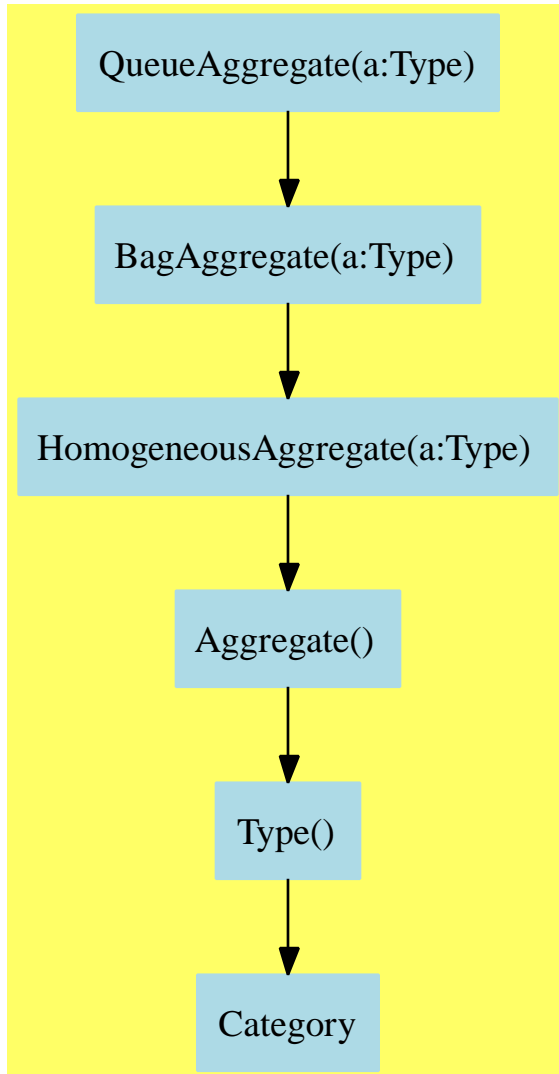 QueueAggregate(a:Type)
BagAggregate(a:Type)
HomogeneousAggregate(a:Type)
Aggregate()
Type()
Category